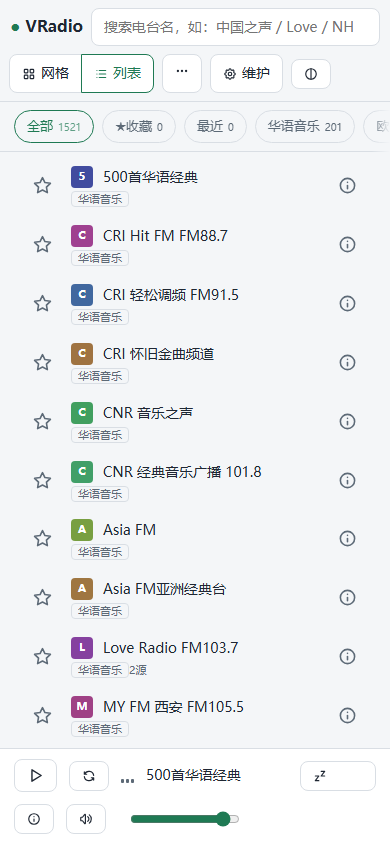 VRadio 搜索电台名，如：中国之声 / Love / NH
网格 列表 ... 维护
全部 1521 ★收藏 0 最近 0 华语音乐 201 欧
5 500首华语经典
华语音乐
C CRI Hit FM FM88.7
华语音乐
C CRI 轻松调频 FM91.5
华语音乐
C CRI 怀旧金曲频道
华语音乐
C CNR 音乐之声
华语音乐
C CNR 经典音乐广播 101.8
华语音乐
A Asia FM
华语音乐
A Asia FM亚洲经典台
华语音乐
L Love Radio FM103.7
华语音乐 2源
M MY FM 西安 FM105.5
华语音乐
... 500首华语经典 zz